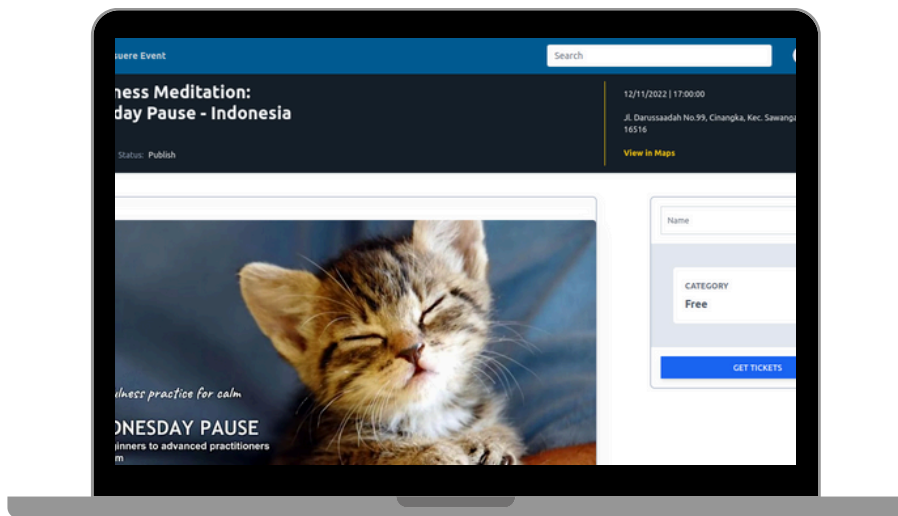 suere Event
Search
ness Meditation:
day Pause - Indonesia
Status: Publish
12/11/2022 | 17:00:00
Jl. Darussaadah No.99, Cinangka, Kec. Sawanga
16516
View in Maps
Name
CATEGORY
Free
GET TICKETS
ulness practice for calm
DNESDAY PAUSE
ginners to advanced practitioners
m